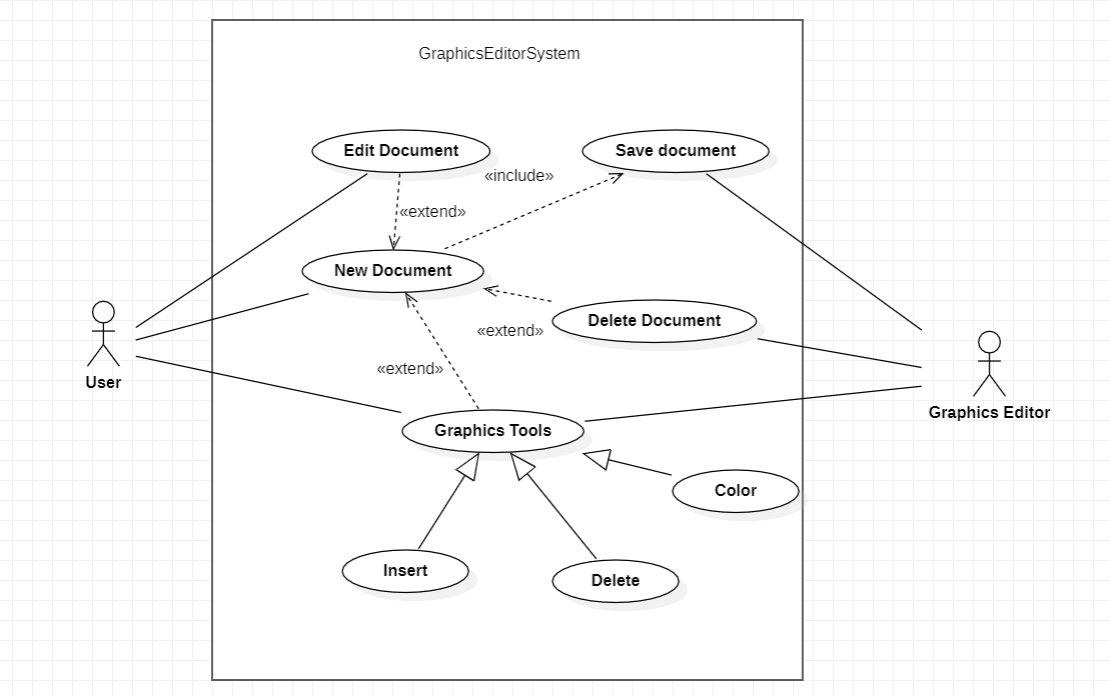 GraphicsEditorSystem
Edit Document
Save document
«include»
«extend»
New Document
Delete Document
«extend»
«extend»
User
Graphics Editor
Graphics Tools
Color
Insert
Delete